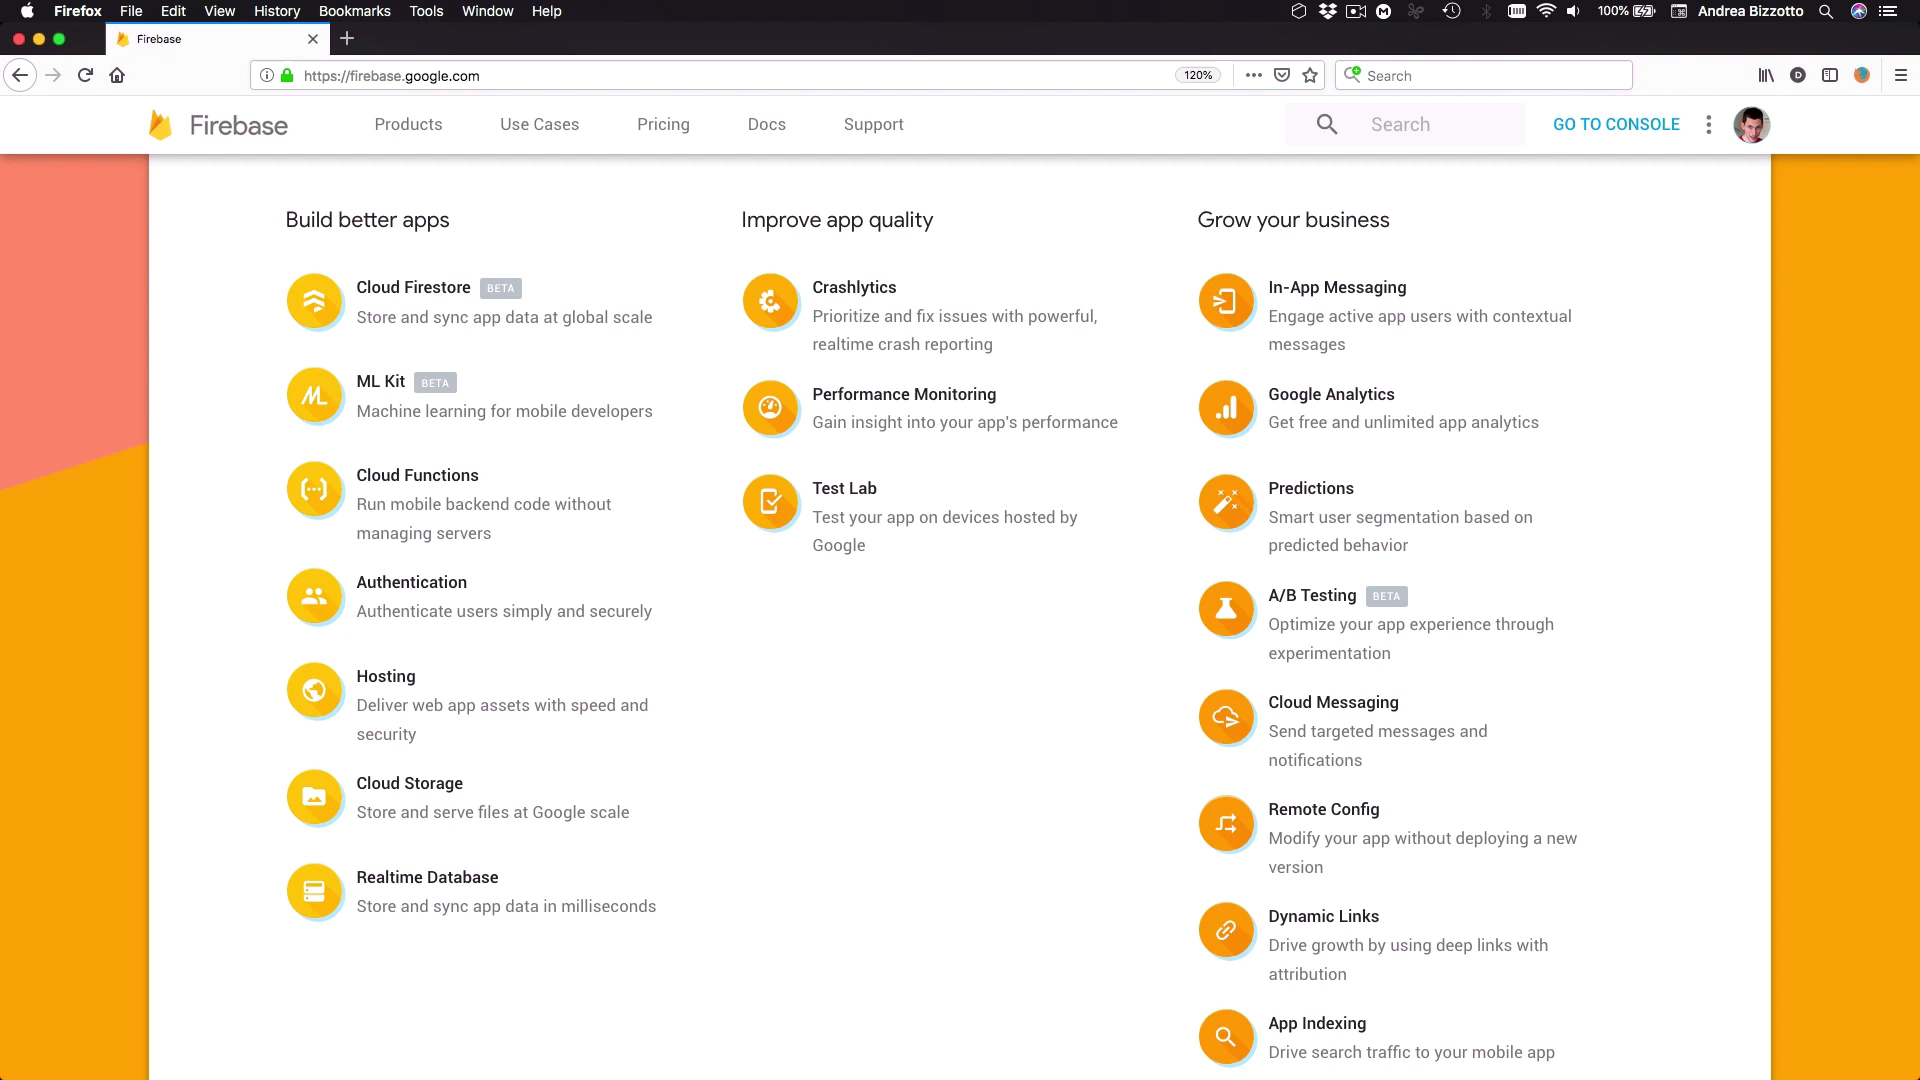 Firefox File Edit View History Bookmarks Tools Window Help 100% Andrea Bizzotto
Firebase
https://firebase.google.com 120% Search
Firebase Products Use Cases Pricing Docs Support Search GO TO CONSOLE
Build better apps
Cloud Firestore BETA
Store and sync app data at global scale
ML Kit BETA
Machine learning for mobile developers
Cloud Functions
Run mobile backend code without
managing servers
Authentication
Authenticate users simply and securely
Hosting
Deliver web app assets with speed and
security
Cloud Storage
Store and serve files at Google scale
Realtime Database
Store and sync app data in milliseconds
Improve app quality
Crashlytics
Prioritize and fix issues with powerful,
realtime crash reporting
Performance Monitoring
Gain insight into your app's performance
Test Lab
Test your app on devices hosted by
Google
Grow your business
In-App Messaging
Engage active app users with contextual
messages
Google Analytics
Get free and unlimited app analytics
Predictions
Smart user segmentation based on
predicted behavior
A/B Testing BETA
Optimize your app experience through
experimentation
Cloud Messaging
Send targeted messages and
notifications
Remote Config
Modify your app without deploying a new
version
Dynamic Links
Drive growth by using deep links with
attribution
App Indexing
Drive search traffic to your mobile app